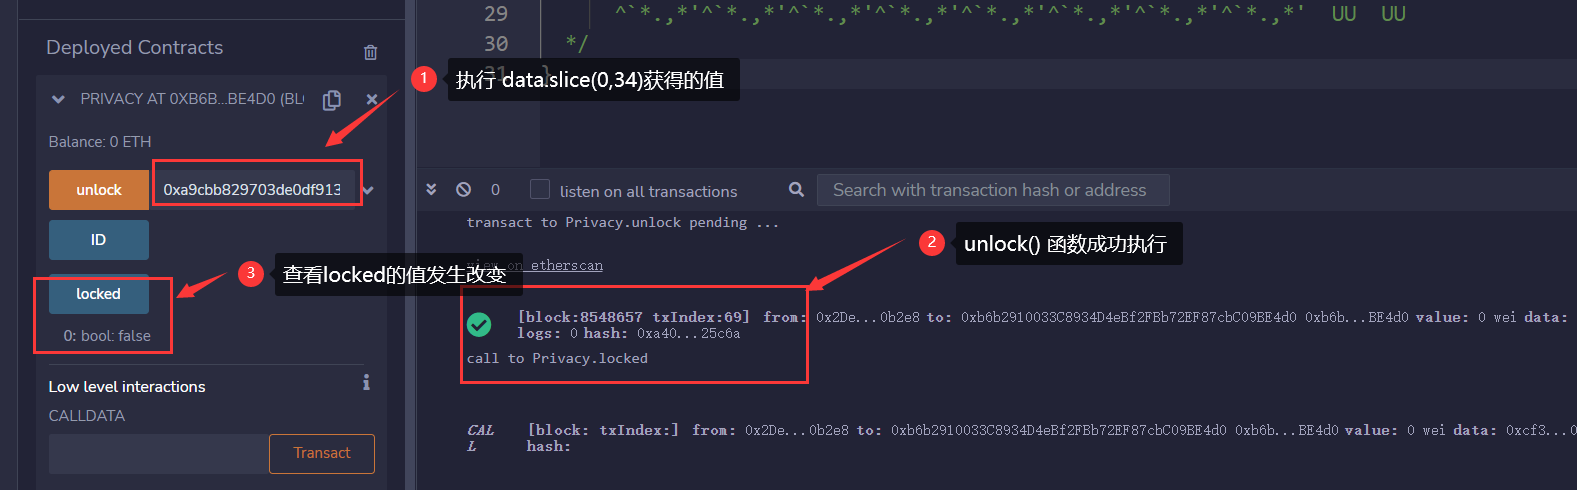 Deployed Contracts
PRIVACY AT 0XB6B...BE4D0 (BL
Balance: 0 ETH
unlock
0xa9cbb829703de0df913
ID
locked
0: bool: false
Low level interactions
CALLDATA
Transact
29 ^`*.,*'^`*.,*'^`*.,*'^`*.,*'^`*.,*'^`*.,*'^`*.,*'^`*.,*' UU UU
30 */
31 }
1 执行 data.slice(0,34)获得的值
0
listen on all transactions
Search with transaction hash or address
transact to Privacy.unlock pending ...
view on etherscan
2 unlock() 函数成功执行
3 查看locked的值发生改变
[block:8548657 txIndex:69] from: 0x2De...0b2e8 to: 0xb6b2910033C8934D4eBf2FBb72EF87cbC09BE4d0 0xb6b...BE4d0 value: 0 wei data:
logs: 0 hash: 0xa40...25c6a
call to Privacy.locked
CAL
L
[block: txIndex:] from: 0x2De...0b2e8 to: 0xb6b2910033C8934D4eBf2FBb72EF87cbC09BE4d0 0xb6b...BE4d0 value: 0 wei data: 0xcf3...0
hash: